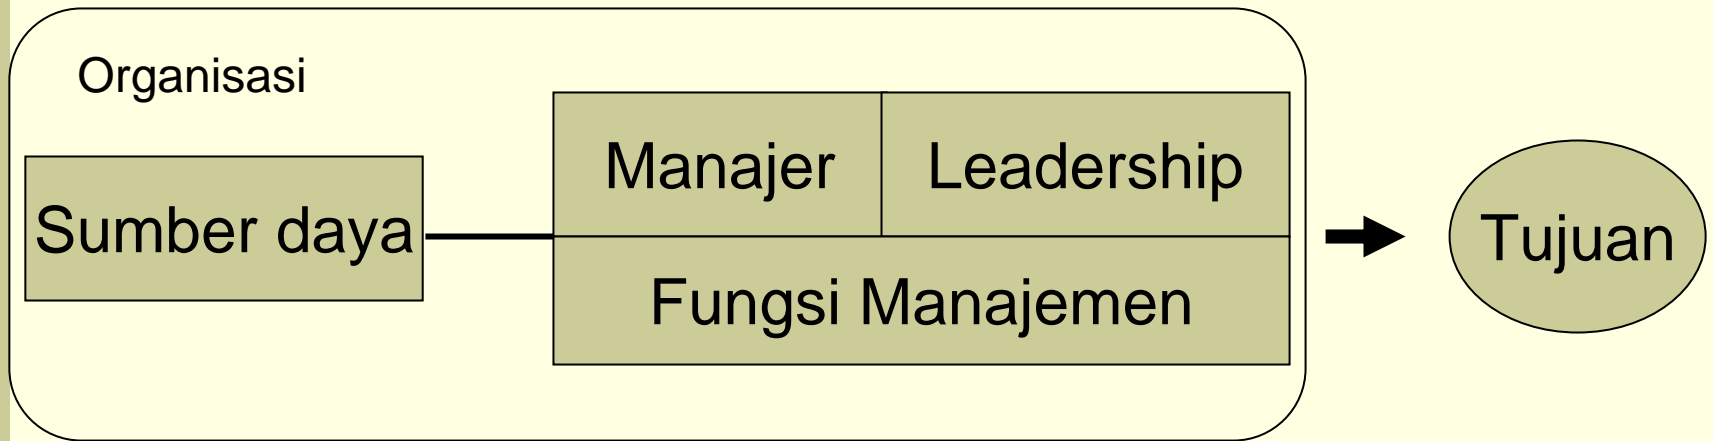 Organisasi
Sumber daya
Manajer
Leadership
Fungsi Manajemen
Tujuan